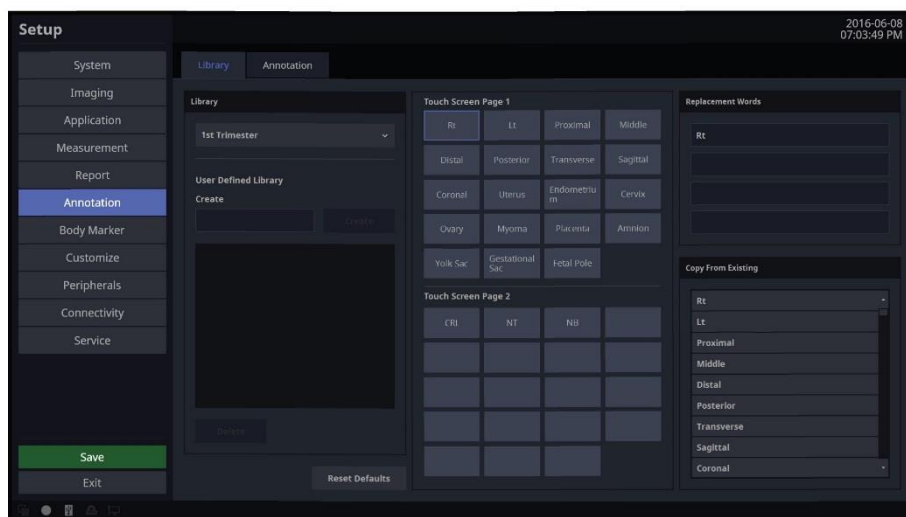 Setup
2016-06-08
07:03:49 PM
System
Imaging
Application
Measurement
Report
Annotation
Body Marker
Customize
Peripherals
Connectivity
Service
Save
Exit
Library
Annotation
Library
1st Trimester
User Defined Library
Create
Create
Delete
Reset Defaults
Touch Screen Page 1
Rt
Lt
Proximal
Middle
Distal
Posterior
Transverse
Sagittal
Coronal
Uterus
Endometriu
m
Cervix
Ovary
Myoma
Placenta
Amnion
Yolk Sac
Gestational
Sac
Fetal Pole
Touch Screen Page 2
CRL
NT
NB
Replacement Words
Rt
Copy From Existing
Rt
Lt
Proximal
Middle
Distal
Posterior
Transverse
Sagittal
Coronal